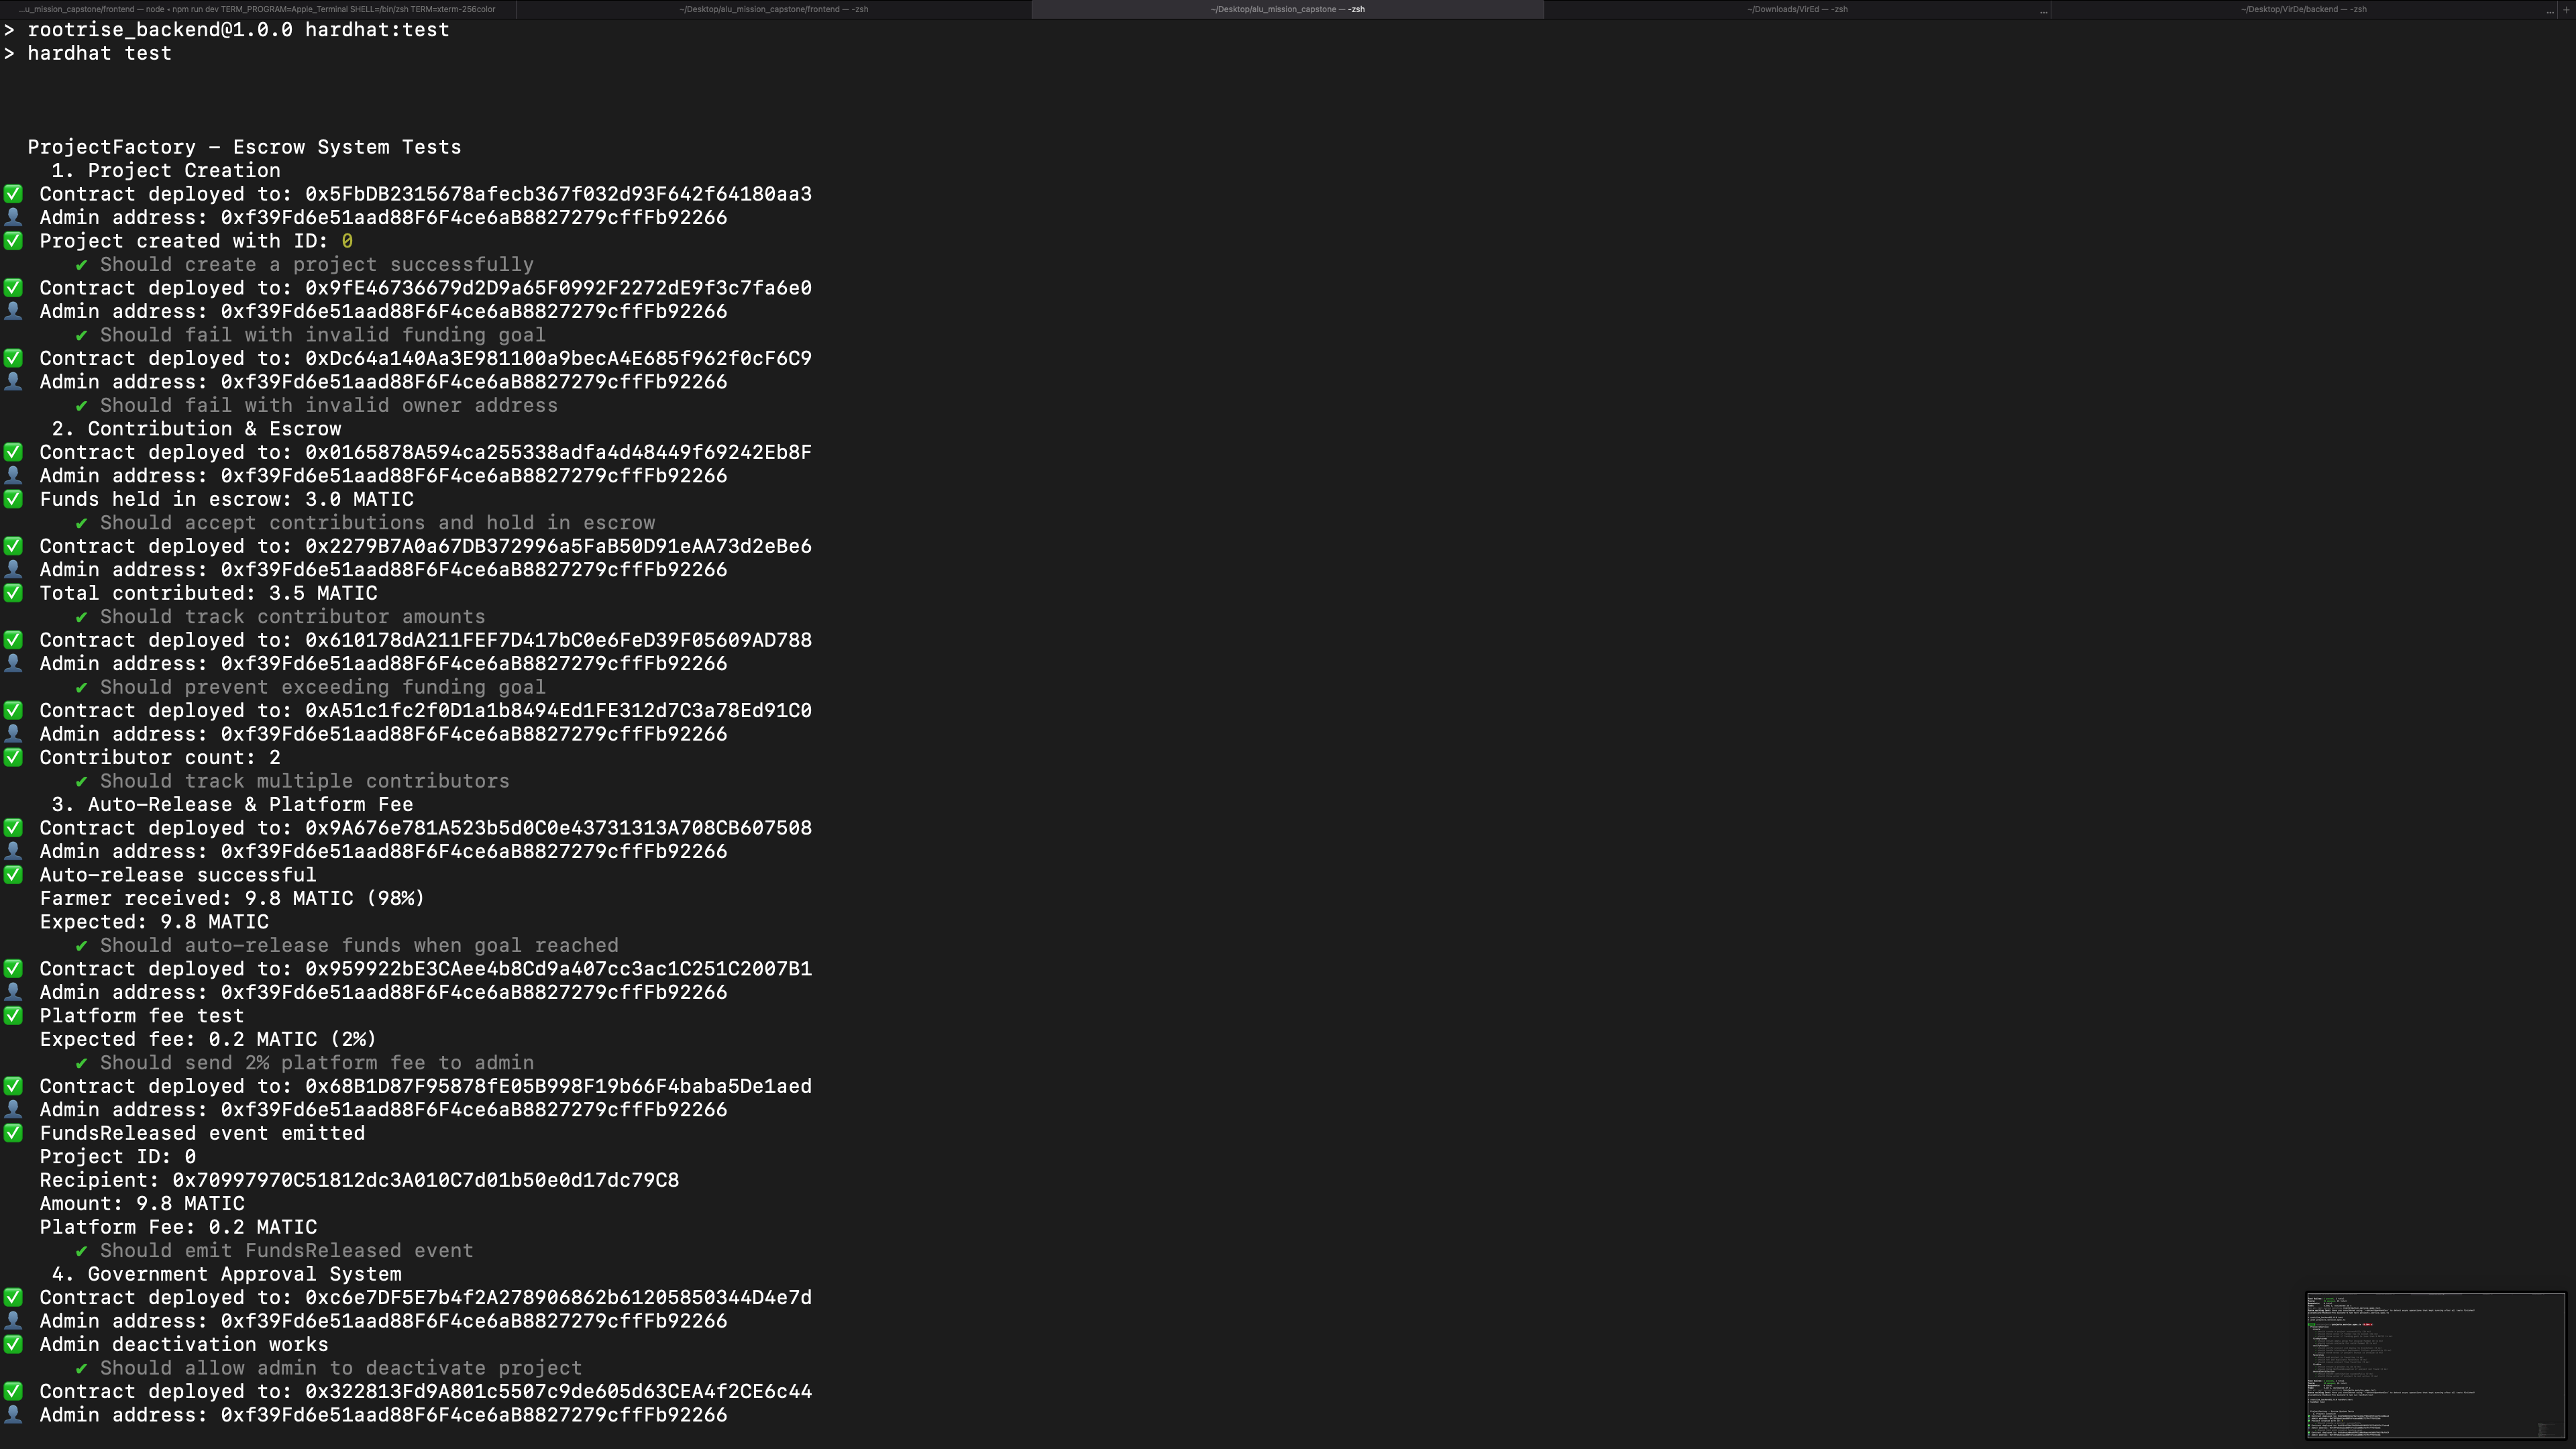 ...u_mission_capstone/frontend — node ◂ npm run dev TERM_PROGRAM=Apple_Terminal SHELL=/bin/zsh TERM=xterm-256color
~/Desktop/alu_mission_capstone/frontend — -zsh
~/Desktop/alu_mission_capstone — -zsh
~/Downloads/VirEd — -zsh
~/Desktop/VirDe/backend — -zsh
> rootrise_backend@1.0.0 hardhat:test
> hardhat test
ProjectFactory – Escrow System Tests
1. Project Creation
✅ Contract deployed to: 0x5FbDB2315678afecb367f032d93F642f64180aa3
👤 Admin address: 0xf39Fd6e51aad88F6F4ce6aB8827279cffFb92266
✅ Project created with ID: 0
✔ Should create a project successfully
✅ Contract deployed to: 0x9fE46736679d2D9a65F0992F2272dE9f3c7fa6e0
👤 Admin address: 0xf39Fd6e51aad88F6F4ce6aB8827279cffFb92266
✔ Should fail with invalid funding goal
✅ Contract deployed to: 0xDc64a140Aa3E981100a9becA4E685f962f0cF6C9
👤 Admin address: 0xf39Fd6e51aad88F6F4ce6aB8827279cffFb92266
✔ Should fail with invalid owner address
2. Contribution & Escrow
✅ Contract deployed to: 0x0165878A594ca255338adfa4d48449f69242Eb8F
👤 Admin address: 0xf39Fd6e51aad88F6F4ce6aB8827279cffFb92266
✅ Funds held in escrow: 3.0 MATIC
✔ Should accept contributions and hold in escrow
✅ Contract deployed to: 0x2279B7A0a67DB372996a5FaB50D91eAA73d2eBe6
👤 Admin address: 0xf39Fd6e51aad88F6F4ce6aB8827279cffFb92266
✅ Total contributed: 3.5 MATIC
✔ Should track contributor amounts
✅ Contract deployed to: 0x610178dA211FEF7D417bC0e6FeD39F05609AD788
👤 Admin address: 0xf39Fd6e51aad88F6F4ce6aB8827279cffFb92266
✔ Should prevent exceeding funding goal
✅ Contract deployed to: 0xA51c1fc2f0D1a1b8494Ed1FE312d7C3a78Ed91C0
👤 Admin address: 0xf39Fd6e51aad88F6F4ce6aB8827279cffFb92266
✅ Contributor count: 2
✔ Should track multiple contributors
3. Auto-Release & Platform Fee
✅ Contract deployed to: 0x9A676e781A523b5d0C0e43731313A708CB607508
👤 Admin address: 0xf39Fd6e51aad88F6F4ce6aB8827279cffFb92266
✅ Auto-release successful
Farmer received: 9.8 MATIC (98%)
Expected: 9.8 MATIC
✔ Should auto-release funds when goal reached
✅ Contract deployed to: 0x959922bE3CAee4b8Cd9a407cc3ac1C251C2007B1
👤 Admin address: 0xf39Fd6e51aad88F6F4ce6aB8827279cffFb92266
✅ Platform fee test
Expected fee: 0.2 MATIC (2%)
✔ Should send 2% platform fee to admin
✅ Contract deployed to: 0x68B1D87F95878fE05B998F19b66F4baba5De1aed
👤 Admin address: 0xf39Fd6e51aad88F6F4ce6aB8827279cffFb92266
✅ FundsReleased event emitted
Project ID: 0
Recipient: 0x70997970C51812dc3A010C7d01b50e0d17dc79C8
Amount: 9.8 MATIC
Platform Fee: 0.2 MATIC
✔ Should emit FundsReleased event
4. Government Approval System
✅ Contract deployed to: 0xc6e7DF5E7b4f2A278906862b61205850344D4e7d
👤 Admin address: 0xf39Fd6e51aad88F6F4ce6aB8827279cffFb92266
✅ Admin deactivation works
✔ Should allow admin to deactivate project
✅ Contract deployed to: 0x322813Fd9A801c5507c9de605d63CEA4f2CE6c44
👤 Admin address: 0xf39Fd6e51aad88F6F4ce6aB8827279cffFb92266